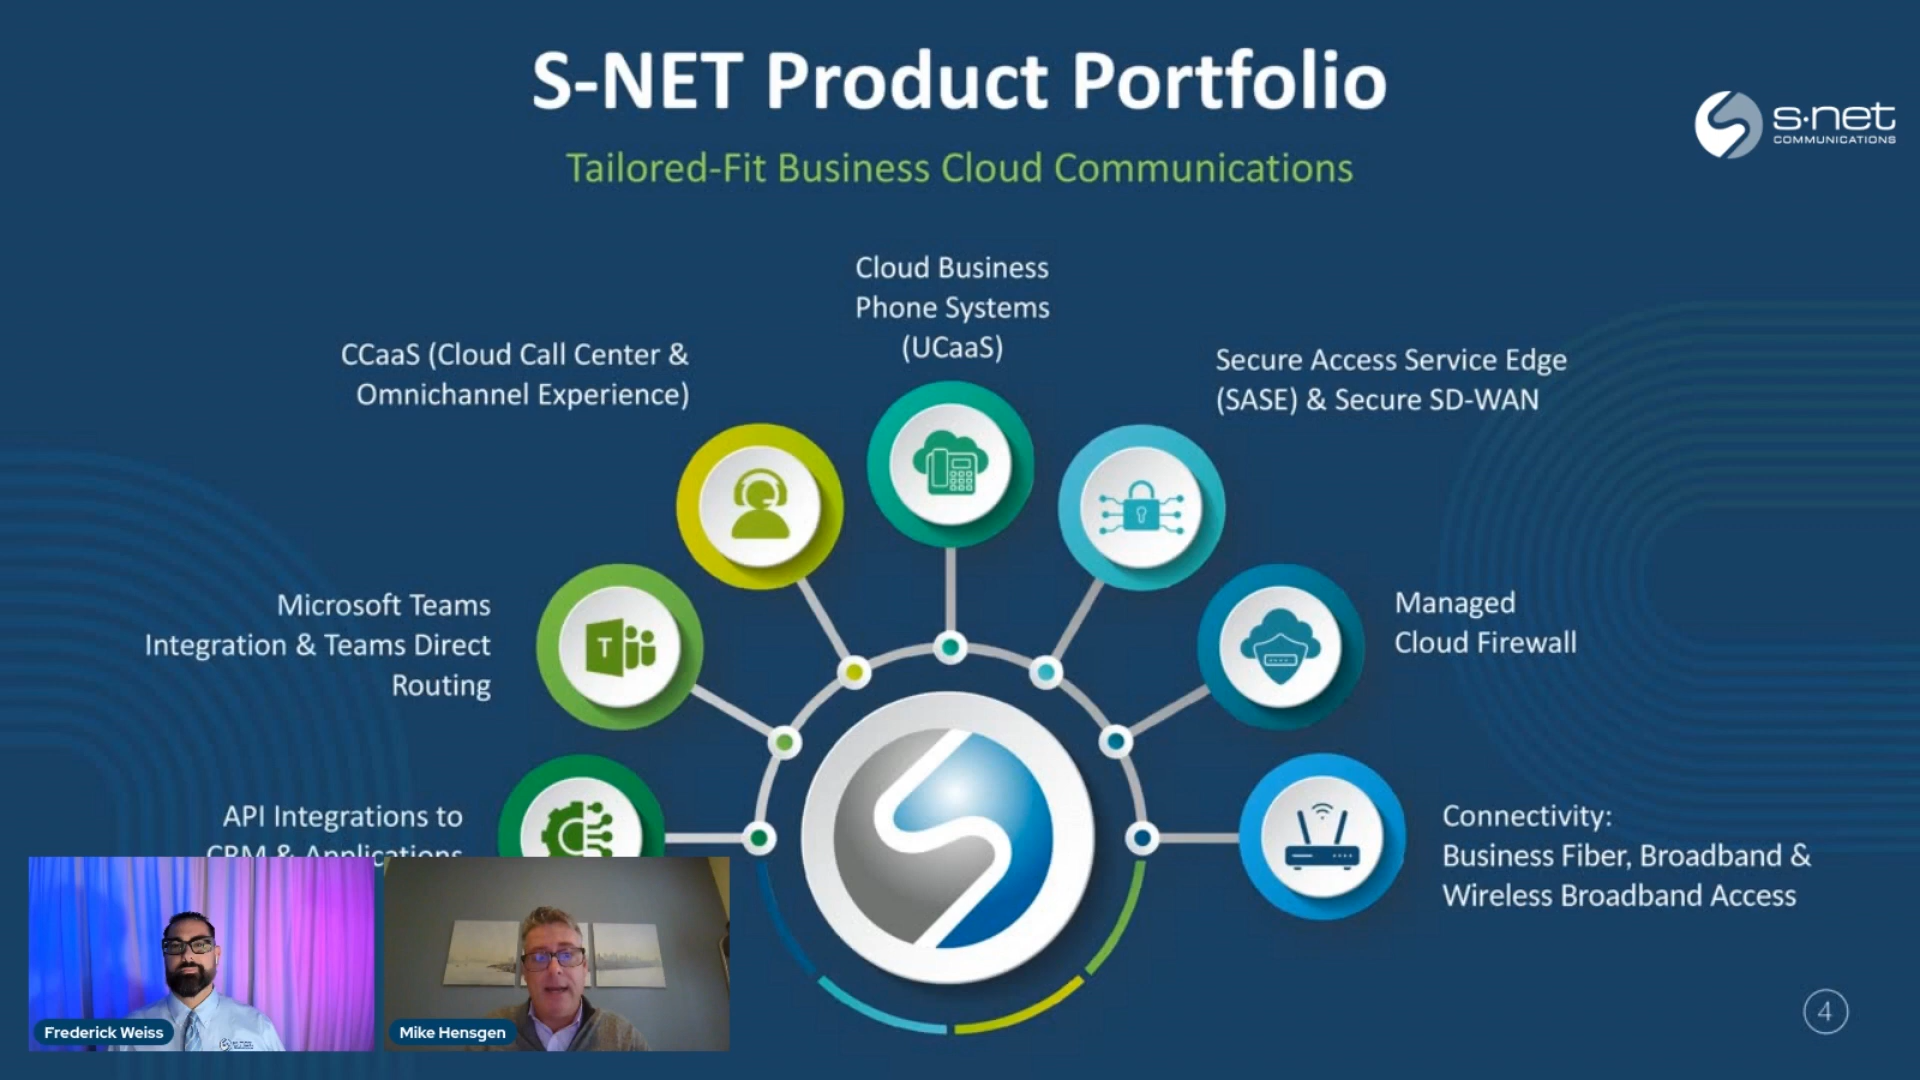 S-NET Product Portfolio
Tailored-Fit Business Cloud Communications
s·net
COMMUNICATIONS
Cloud Business
Phone Systems
(UCaaS)
CCaaS (Cloud Call Center &
Omnichannel Experience)
Secure Access Service Edge
(SASE) & Secure SD-WAN
Microsoft Teams
Integration & Teams Direct
Routing
T
Managed
Cloud Firewall
API Integrations to
CRM & Applications
Connectivity:
Business Fiber, Broadband &
Wireless Broadband Access
Frederick Weiss
Mike Hensgen
4